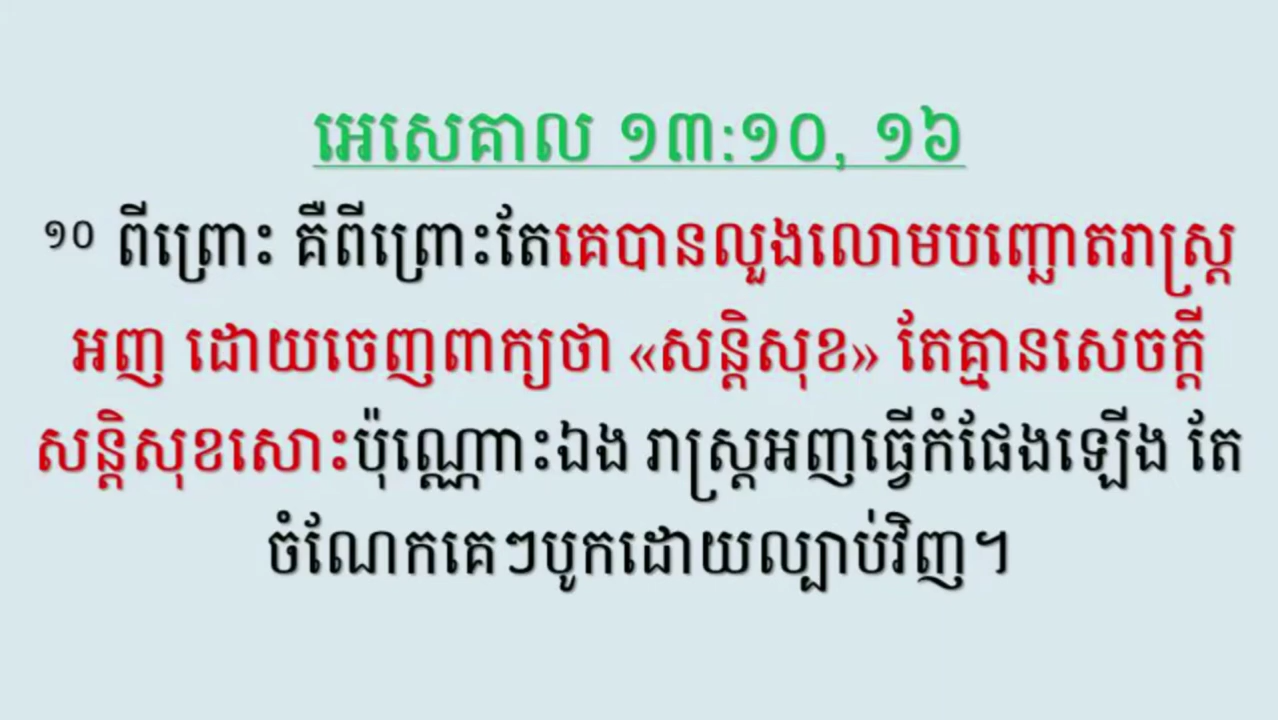 អេសេគាល ១៣:១០, ១៦
១០ ពីព្រោះ គឺពីព្រោះតែគេបានលួងលោមបញ្ឆោតរាស្ត្រ
អញ ដោយចេញពាក្យថា «សន្តិសុខ» តែគ្មានសេចក្តី
សន្តិសុខសោះប៉ុណ្ណោះឯង រាស្ត្រអញធ្វើកំផែងឡើង តែ
ចំណែកគេៗបូកដោយល្បាប់វិញ។